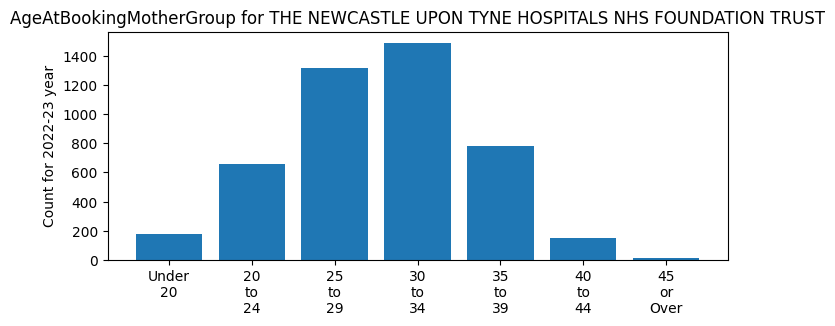 AgeAtBookingMotherGroup for THE NEWCASTLE UPON TYNE HOSPITALS NHS FOUNDATION TRUST
Count for 2022-23 year
1400
1200
1000
800
600
400
200
0
Under
20
20
to
24
25
to
29
30
to
34
35
to
39
40
to
44
45
or
Over